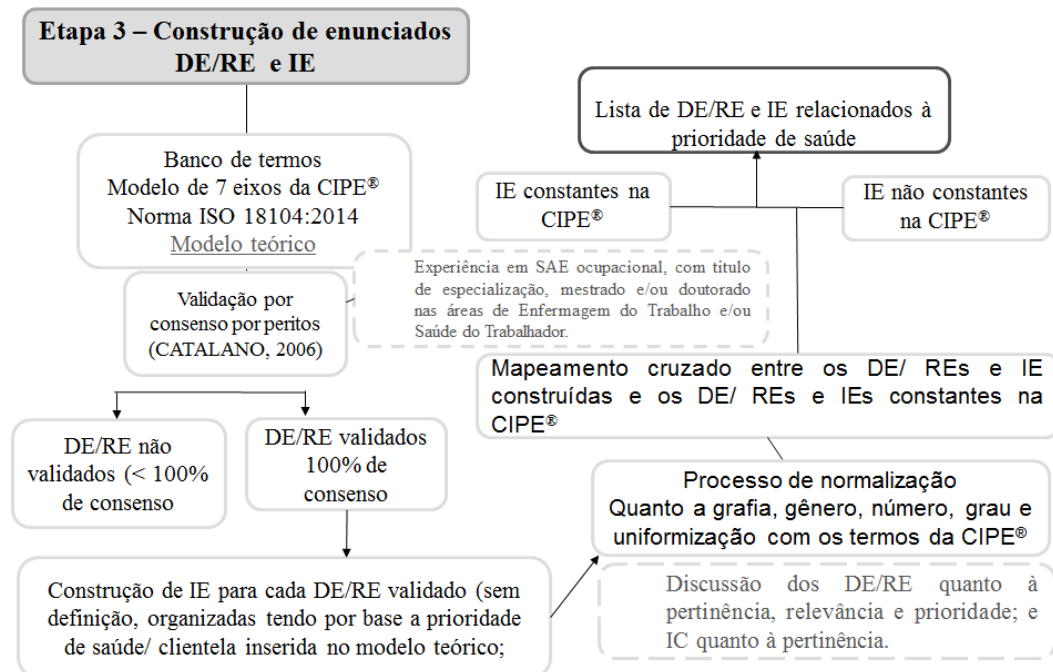 Etapa 3 – Construção de enunciados
DE/RE e IE
Banco de termos
Modelo de 7 eixos da CIPE®
Norma ISO 18104:2014
Modelo teórico
Validação por
consenso por peritos
(CATALANO, 2006)
Experiência em SAE ocupacional, com título
de especialização, mestrado e/ou doutorado
nas áreas de Enfermagem do Trabalho e/ou
Saúde do Trabalhador.
DE/RE não
validados (< 100%
de consenso
DE/RE validados
100% de
consenso
Construção de IE para cada DE/RE validado (sem
definição, organizadas tendo por base a prioridade
de saúde/ clientela inserida no modelo teórico;
Lista de DE/RE e IE relacionados à
prioridade de saúde
IE constantes na
CIPE®
IE não constantes
na CIPE®
Mapeamento cruzado entre os DE/ REs e IE
construídas e os DE/ REs e IEs constantes na
CIPE®
Processo de normalização
Quanto a grafia, gênero, número, grau e
uniformização com os termos da CIPE®
Discussão dos DE/RE quanto à
pertinência, relevância e prioridade; e
IC quanto à pertinência.